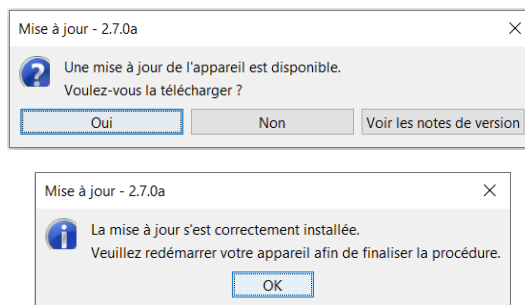 Mise à jour - 2.7.0a
Une mise à jour de l'appareil est disponible.
Voulez-vous la télécharger ?
Oui Non Voir les notes de version
Mise à jour - 2.7.0a
La mise à jour s'est correctement installée.
Veuillez redémarrer votre appareil afin de finaliser la procédure.
OK